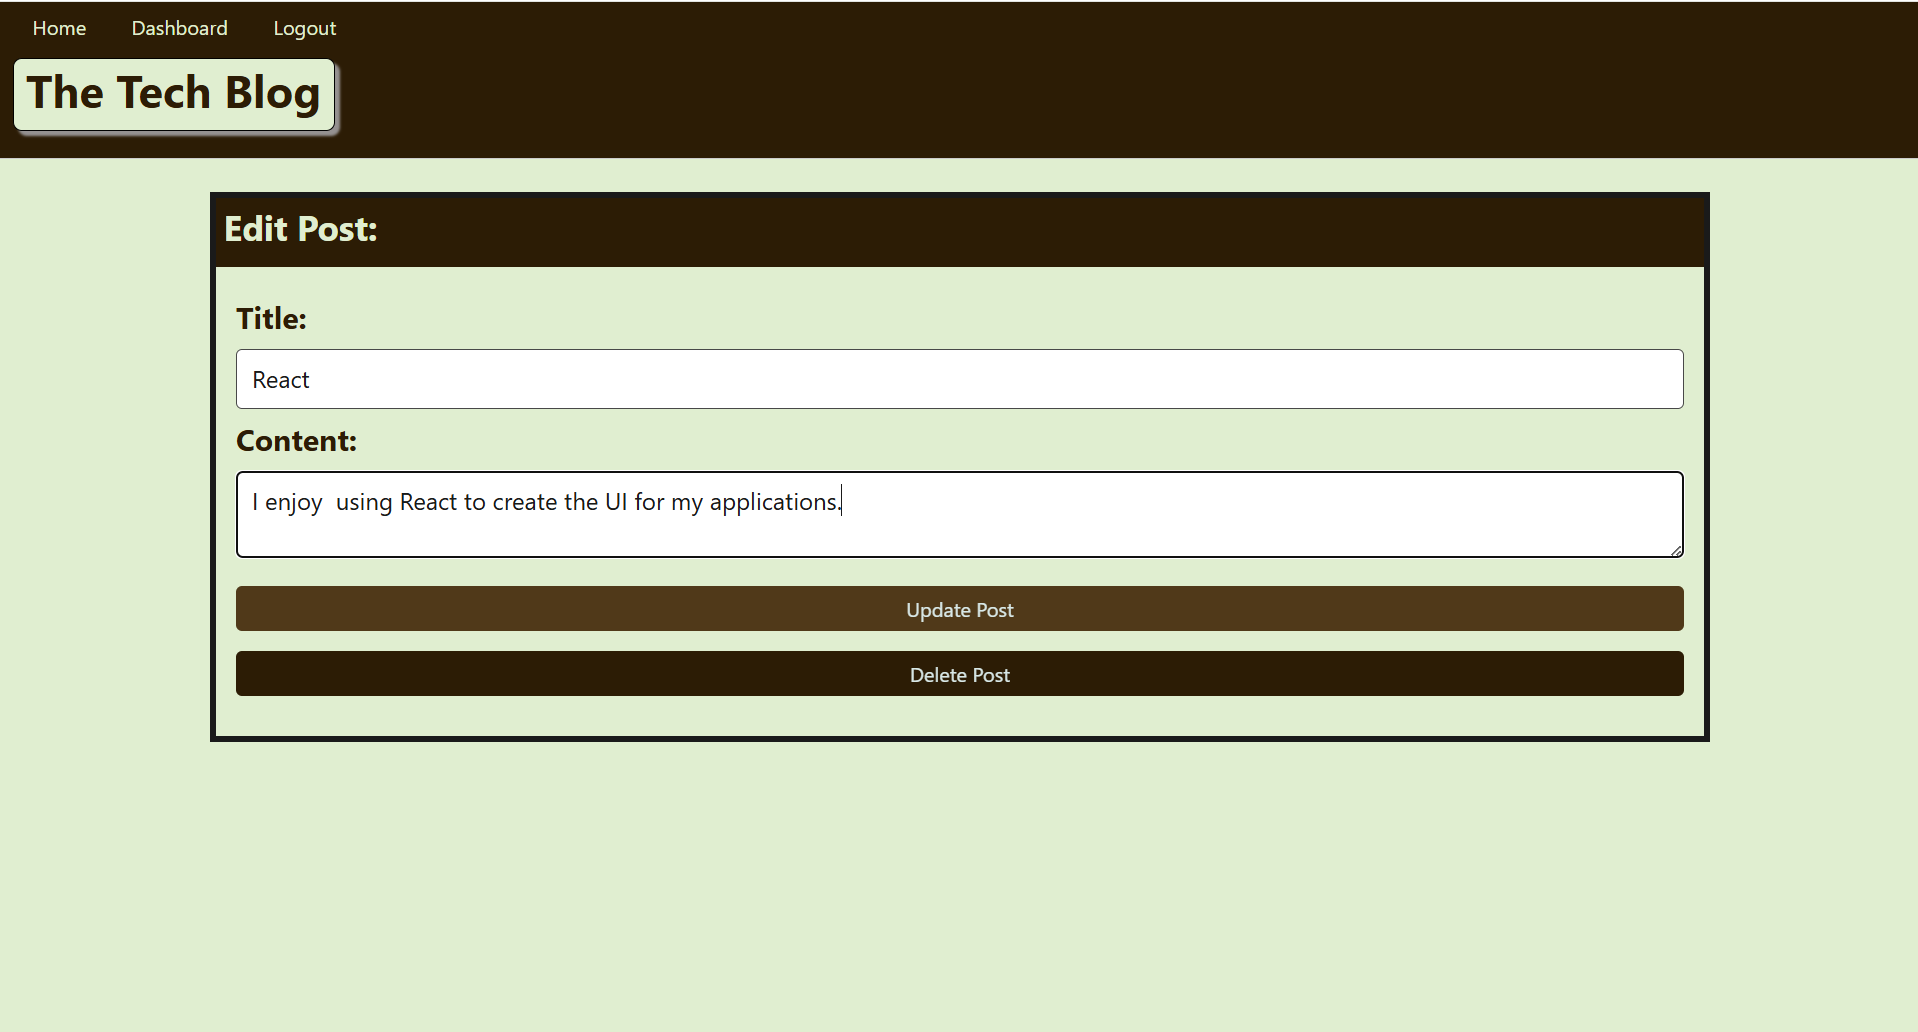 Home Dashboard Logout
The Tech Blog
Edit Post:
Title:
React
Content:
I enjoy  using React to create the UI for my applications.
Update Post
Delete Post